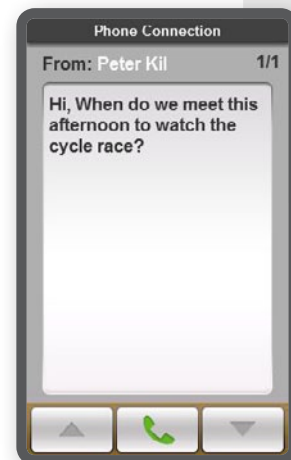 Phone Connection
From: Peter Kil 1/1
Hi, When do we meet this
afternoon to watch the
cycle race?